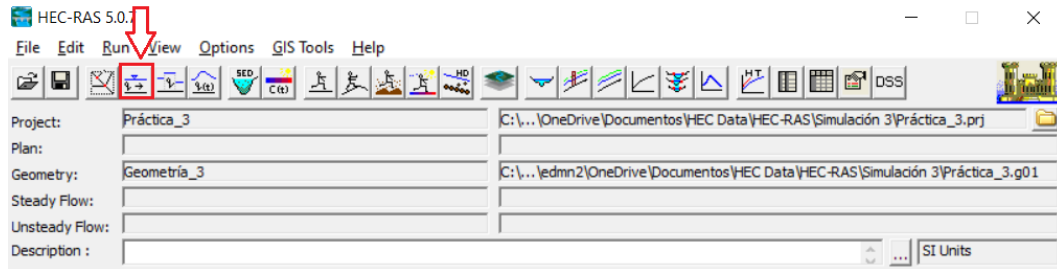 HEC-RAS 5.0.7
File Edit Run View Options GIS Tools Help
SED C(t) HD HT DSS
Project: Práctica_3 C:\...\OneDrive\Documentos\HEC Data\HEC-RAS\Simulación 3\Práctica_3.prj
Plan:
Geometry: Geometría_3 C:\...\edmn2\OneDrive\Documentos\HEC Data\HEC-RAS\Simulación 3\Práctica_3.g01
Steady Flow:
Unsteady Flow:
Description : ... SI Units